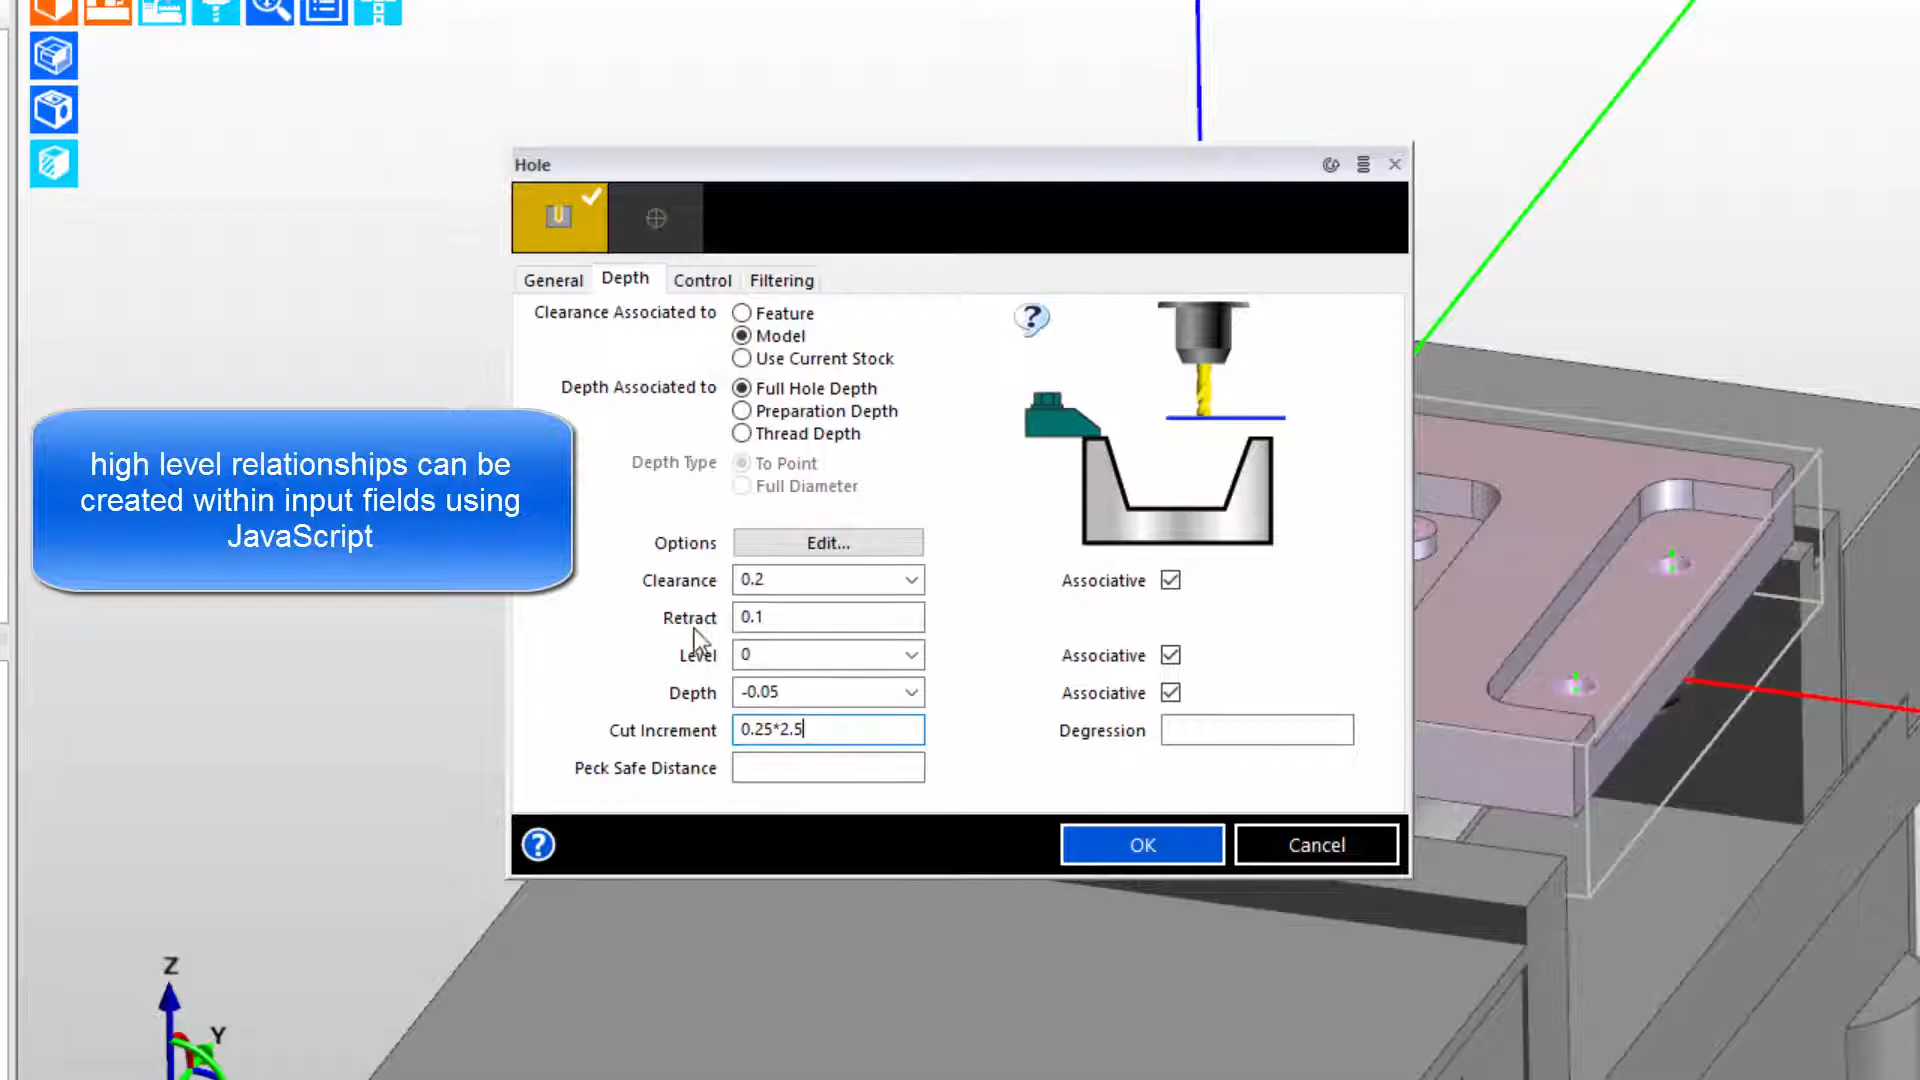 Hole
General Depth Control Filtering
Clearance Associated to Feature
Model
Use Current Stock
Depth Associated to Full Hole Depth
Preparation Depth
Thread Depth
Depth Type To Point
Full Diameter
high level relationships can be
created within input fields using
JavaScript
Options Edit...
Clearance 0.2 Associative
Retract 0.1
Level 0 Associative
Depth -0.05 Associative
Cut Increment 0.25*2.5 Degression
Peck Safe Distance
? OK Cancel
Z
Y